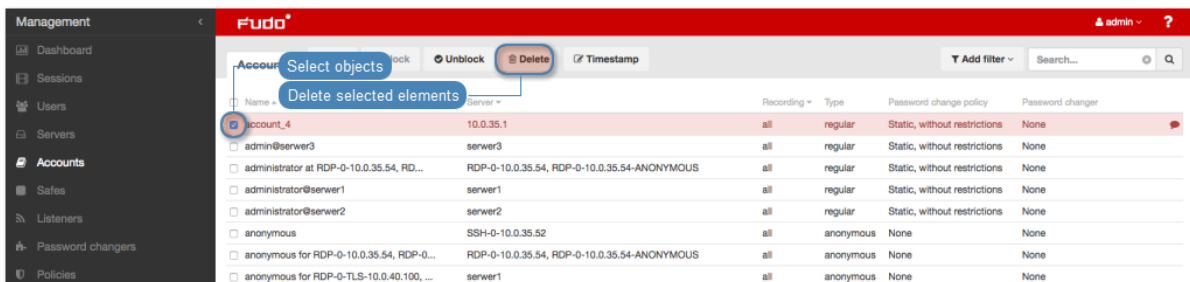 Management
FUDO
admin
?
Dashboard
Sessions
Users
Servers
Accounts
Safes
Listeners
Password changers
Policies
Unblock
Delete
Timestamp
Add filter
Search...
Select objects
Delete selected elements
Name Server Recording Type Password change policy Password changer
account_4 10.0.35.1 all regular Static, without restrictions None
admin@serwer3 serwer3 all regular Static, without restrictions None
administrator at RDP-0-10.0.35.54, RD... RDP-0-10.0.35.54, RDP-0-10.0.35.54-ANONYMOUS all regular Static, without restrictions None
administrator@serwer1 serwer1 all regular Static, without restrictions None
administrator@serwer2 serwer2 all regular Static, without restrictions None
anonymous SSH-0-10.0.35.52 all anonymous None None
anonymous for RDP-0-10.0.35.54, RDP-0... RDP-0-10.0.35.54, RDP-0-10.0.35.54-ANONYMOUS all anonymous None None
anonymous for RDP-0-TLS-10.0.40.100, ... serwer1 all anonymous None None